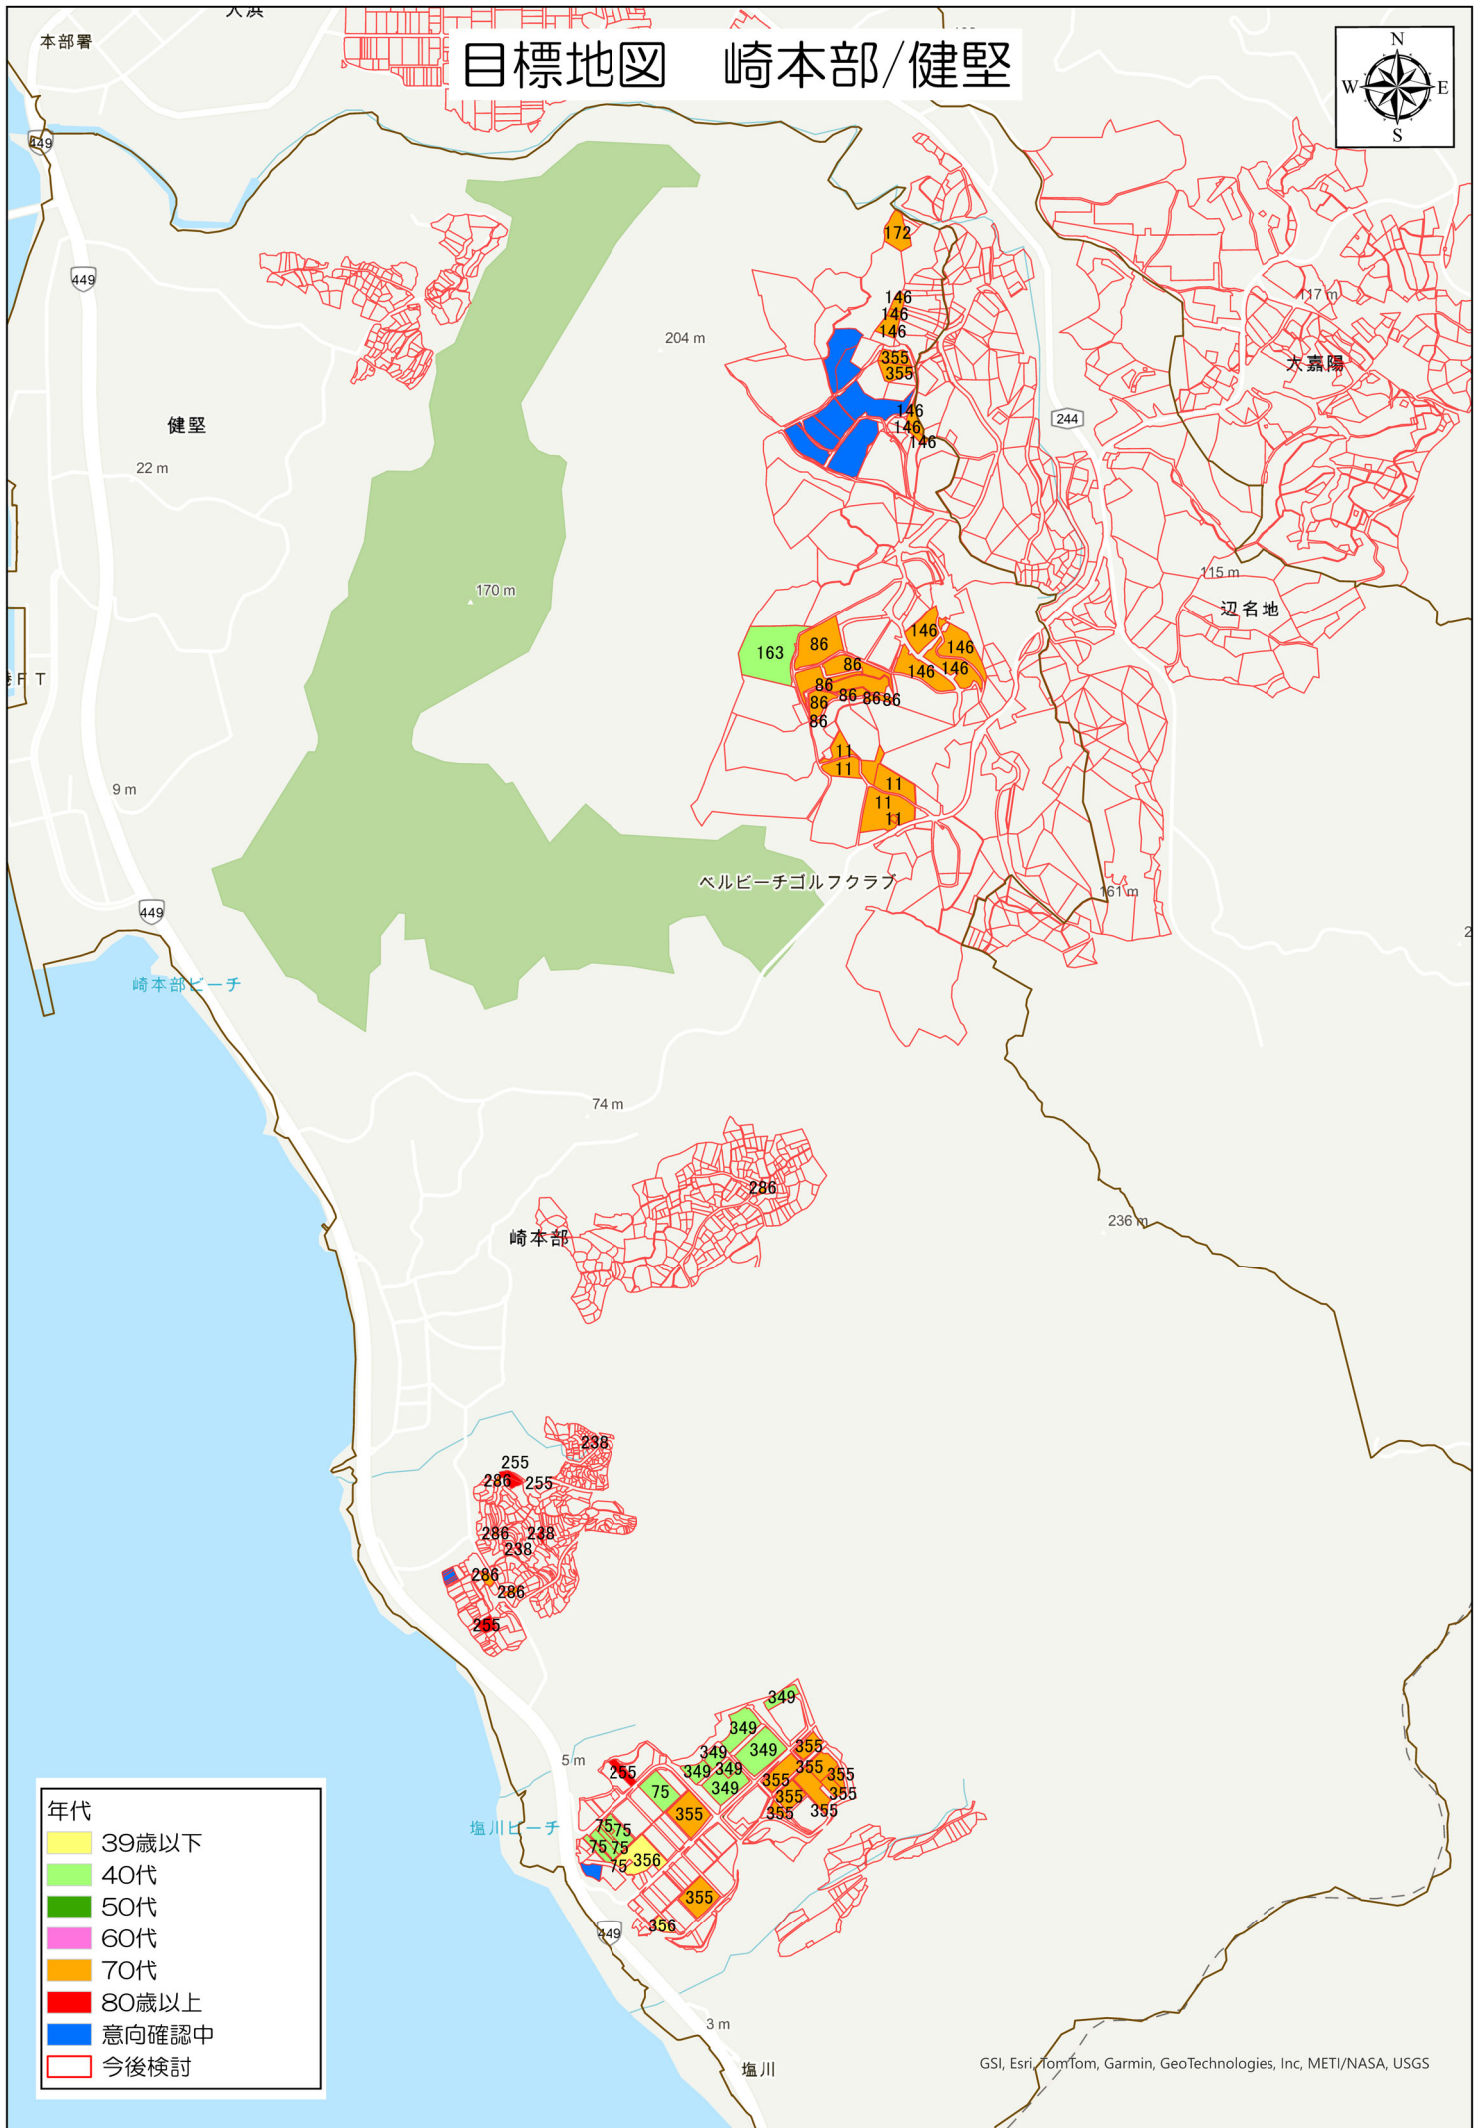 大浜
本部署
目標地図　崎本部/健堅
N
W
E
S
449
449
172
146
146
146
117 m
204 m
355
355
大嘉陽
146
146
146
244
健堅
22 m
170 m
115 m
辺名地
146
86
163
146
86
146
146
86
86
86
86
86
86
11
11
11
11
11
9 m
ベルビーチゴルフクラブ
161 m
449
崎本部ビーチ
74 m
286
236 m
崎本部
238
255
286
255
286
238
238
286
286
255
349
349
355
349
349
5 m
255
349
349
355
355
355
349
75
355
355
355
355
355
75
75
塩川ビーチ
75
75
75
356
355
356
449
3 m
塩川
年代
39歳以下
40代
50代
60代
70代
80歳以上
意向確認中
今後検討
GSI, Esri, TomTom, Garmin, GeoTechnologies, Inc, METI/NASA, USGS